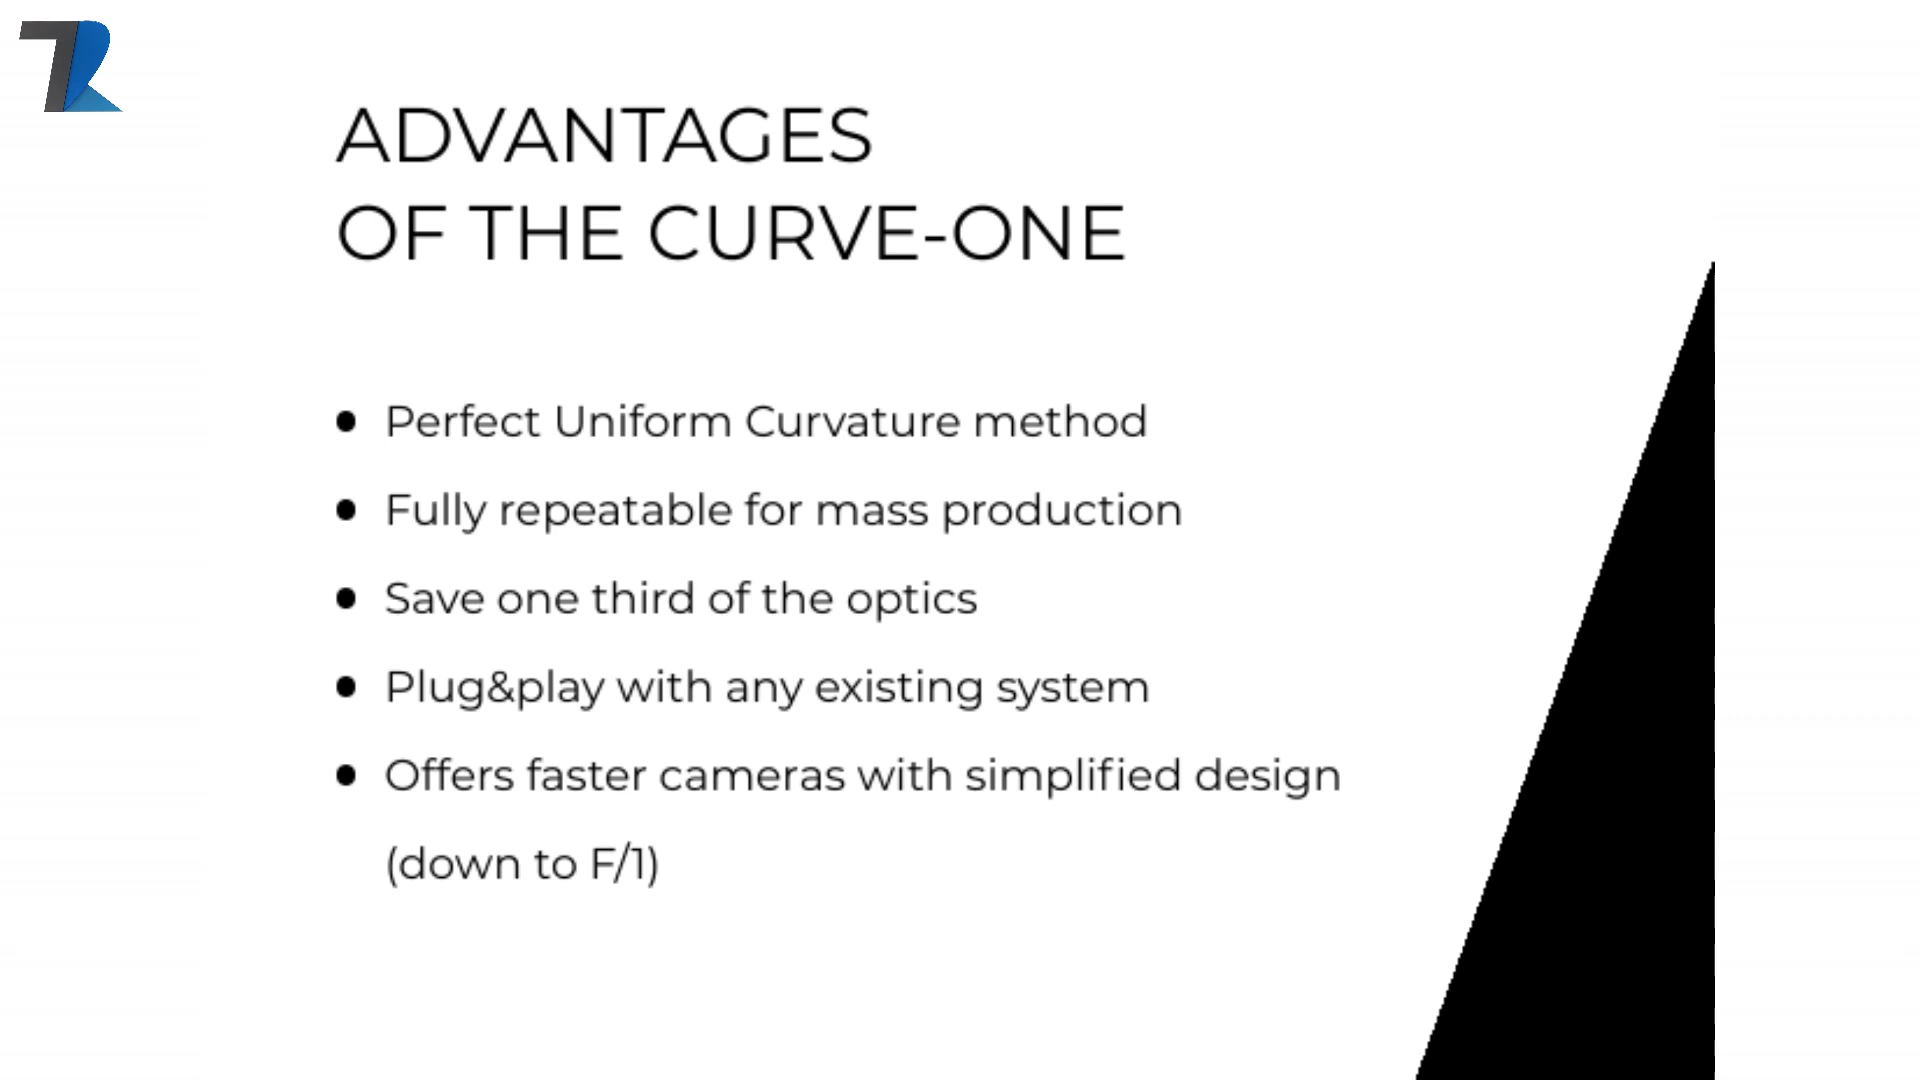 ADVANTAGES
OF THE CURVE-ONE
• Perfect Uniform Curvature method
• Fully repeatable for mass production
• Save one third of the optics
• Plug&play with any existing system
• Offers faster cameras with simplified design
(down to F/1)